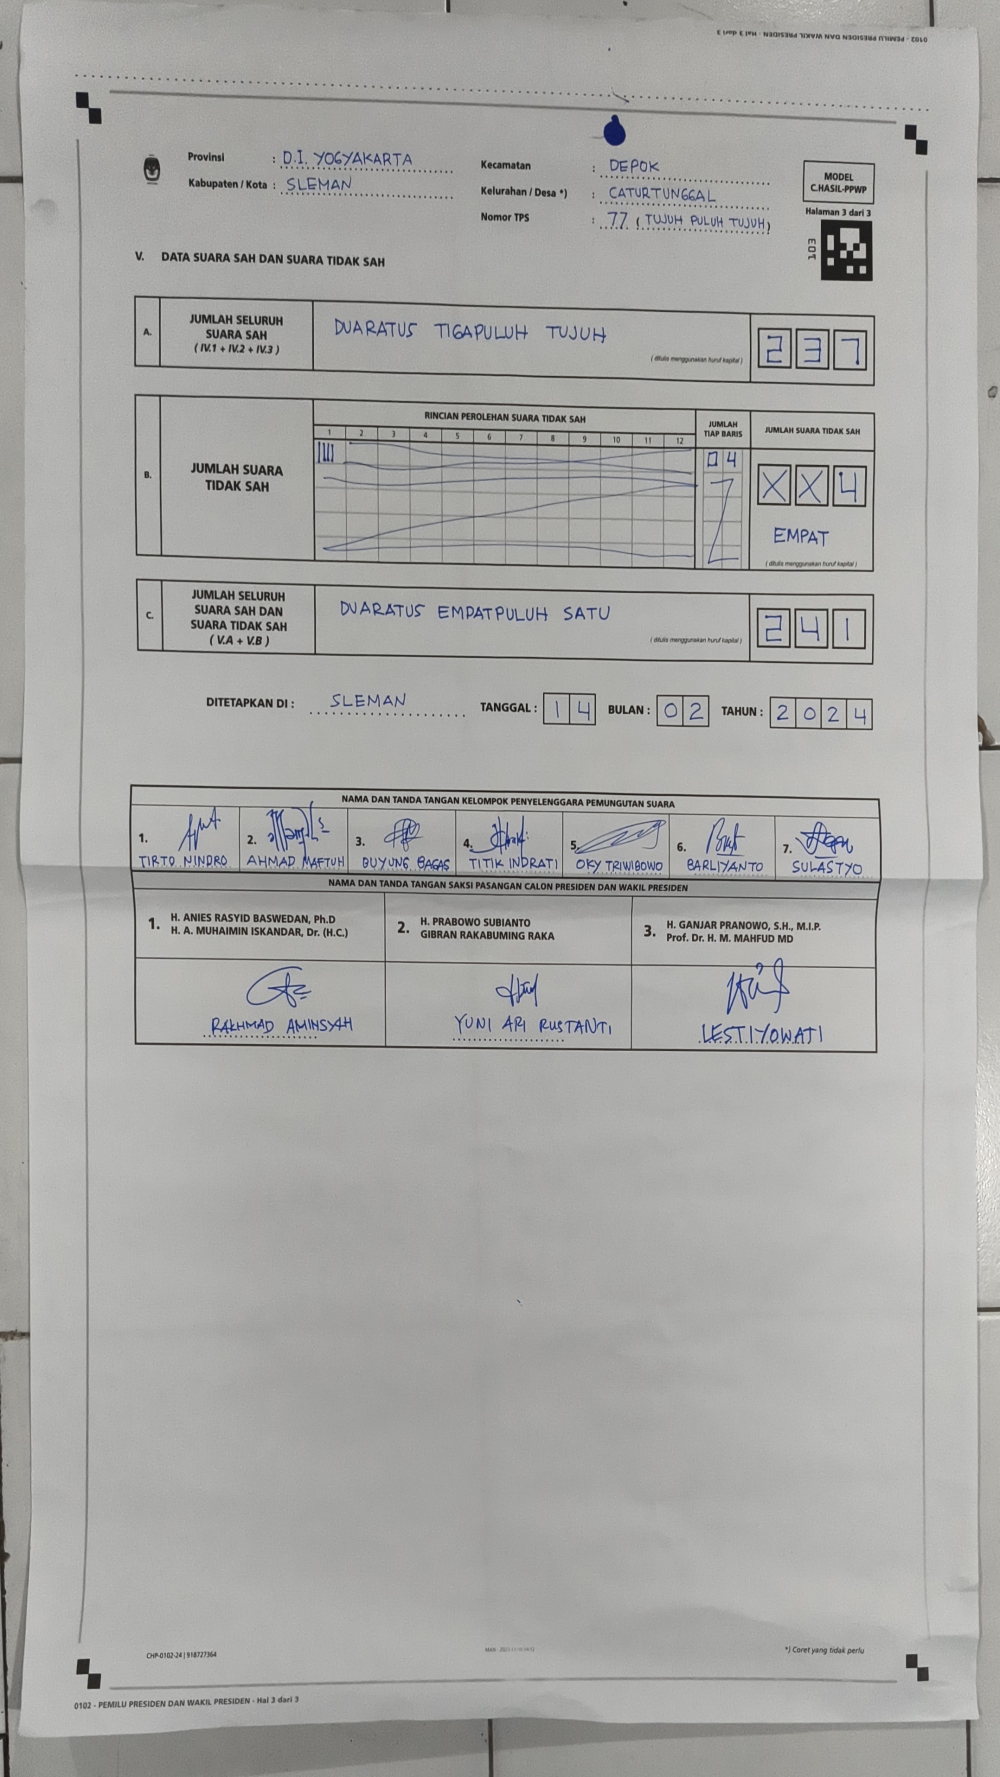 0102 - PEMILU PRESIDEN DAN WAKIL PRESIDEN - Hal 3 dari 3
Provinsi : D.I. YOGYAKARTA
Kabupaten / Kota : SLEMAN
Kecamatan : DEPOK
Kelurahan / Desa *) : CATURTUNGGAL
Nomor TPS : 77 ( TUJUH PULUH TUJUH )
MODEL
C.HASIL-PPWP
Halaman 3 dari 3
103
V. DATA SUARA SAH DAN SUARA TIDAK SAH
A. JUMLAH SELURUH
SUARA SAH
( IV.1 + IV.2 + IV.3 )
DUARATUS TIGAPULUH TUJUH
( ditulis menggunakan huruf kapital )
2 3 7
B. JUMLAH SUARA
TIDAK SAH
RINCIAN PEROLEHAN SUARA TIDAK SAH
1 2 3 4 5 6 7 8 9 10 11 12
JUMLAH
TIAP BARIS
0 4
JUMLAH SUARA TIDAK SAH
X X 4
EMPAT
( ditulis menggunakan huruf kapital )
C. JUMLAH SELURUH
SUARA SAH DAN
SUARA TIDAK SAH
( V.A + V.B )
DUARATUS EMPATPULUH SATU
( ditulis menggunakan huruf kapital )
2 4 1
DITETAPKAN DI : SLEMAN TANGGAL : 1 4 BULAN : 0 2 TAHUN : 2 0 2 4
NAMA DAN TANDA TANGAN KELOMPOK PENYELENGGARA PEMUNGUTAN SUARA
1. TIRTO NINDRO
2. AHMAD MAFTUH
3. BUYUNG BAGAS
4. TITIK INDRATI
5. OKY TRIWIBOWO
6. BARLIYANTO
7. SULASTYO
NAMA DAN TANDA TANGAN SAKSI PASANGAN CALON PRESIDEN DAN WAKIL PRESIDEN
1. H. ANIES RASYID BASWEDAN, Ph.D
H. A. MUHAIMIN ISKANDAR, Dr. (H.C.)
2. H. PRABOWO SUBIANTO
GIBRAN RAKABUMING RAKA
3. H. GANJAR PRANOWO, S.H., M.I.P.
Prof. Dr. H. M. MAHFUD MD
RAKHMAD AMINSYAH
YUNI ARI RUSTANTI
LESTIYOWATI
CHP-0102-24 | 918727364
*) Coret yang tidak perlu
0102 - PEMILU PRESIDEN DAN WAKIL PRESIDEN - Hal 3 dari 3